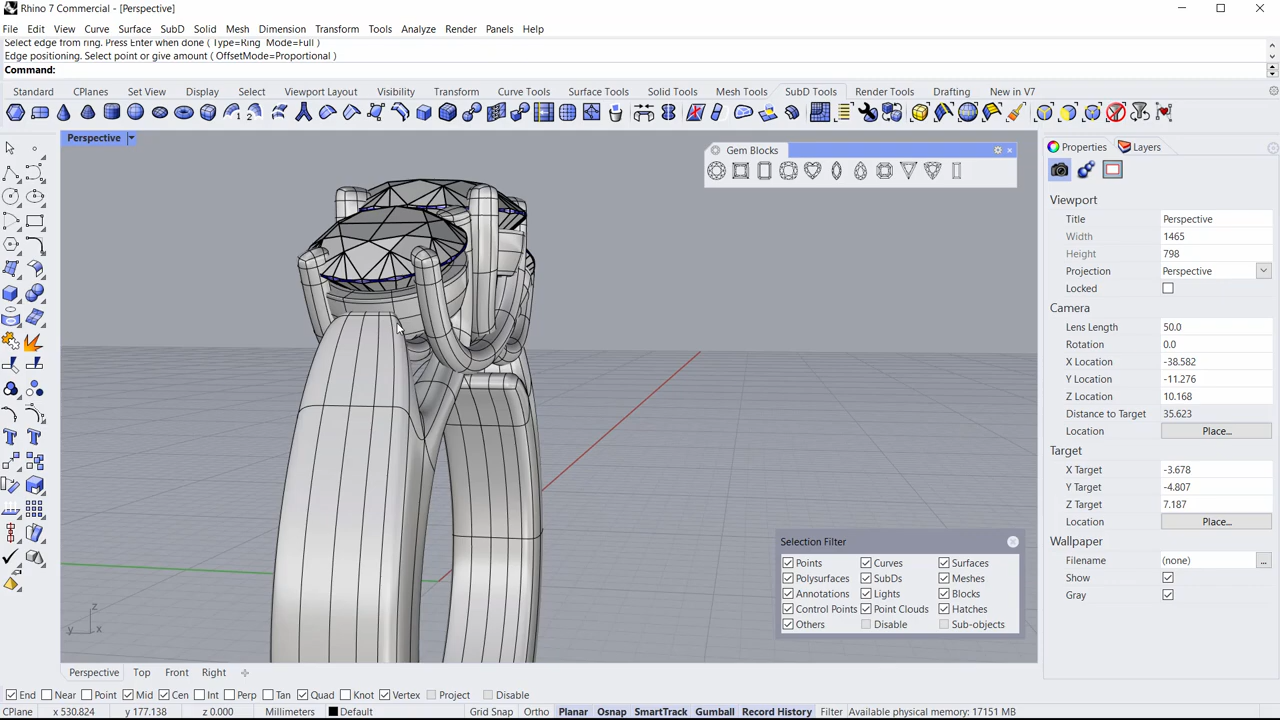 Rhino 7 Commercial - [Perspective]
File Edit View Curve Surface SubD Solid Mesh Dimension Transform Tools Analyze Render Panels Help
Select edge from ring. Press Enter when done ( Type=Ring Mode=Full )
Edge positioning. Select point or give amount ( OffsetMode=Proportional )
Command:
Standard CPlanes Set View Display Select Viewport Layout Visibility Transform Curve Tools Surface Tools Solid Tools SubD Tools Mesh Tools Render Tools Drafting New in V7
Perspective
Gem Blocks
Properties Layers
Viewport
Title Perspective
Width 1465
Height 798
Projection Perspective
Locked
Camera
Lens Length 50.0
Rotation 0.0
X Location -38.582
Y Location -11.276
Z Location 10.168
Distance to Target 35.623
Location Place...
Target
X Target -3.678
Y Target -4.807
Z Target 7.187
Location Place...
Wallpaper
Filename (none) ...
Show
Gray
Selection Filter
Points Curves Surfaces
Polysurfaces SubDs Meshes
Annotations Lights Blocks
Control Points Point Clouds Hatches
Others Disable Sub-objects
z
y x
Perspective Top Front Right
End Near Point Mid Cen Int Perp Tan Quad Knot Vertex Project Disable
CPlane x 530.824 y 177.138 z 0.000 Millimeters Default Grid Snap Ortho Planar Osnap SmartTrack Gumball Record History Filter Available physical memory: 17151 MB